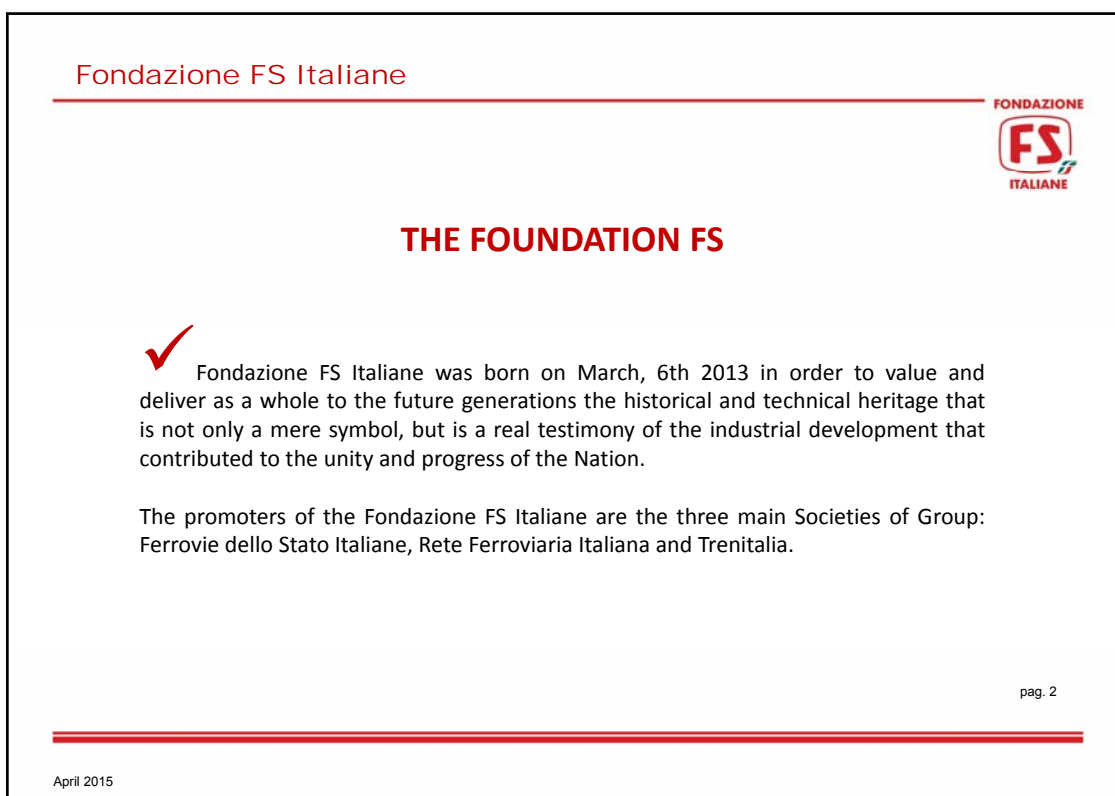 Fondazione FS Italiane
FONDAZIONE
FS
ITALIANE
THE FOUNDATION FS
Fondazione FS Italiane was born on March, 6th 2013 in order to value and
deliver as a whole to the future generations the historical and technical heritage that
is not only a mere symbol, but is a real testimony of the industrial development that
contributed to the unity and progress of the Nation.
The promoters of the Fondazione FS Italiane are the three main Societies of Group:
Ferrovie dello Stato Italiane, Rete Ferroviaria Italiana and Trenitalia.
pag. 2
April 2015